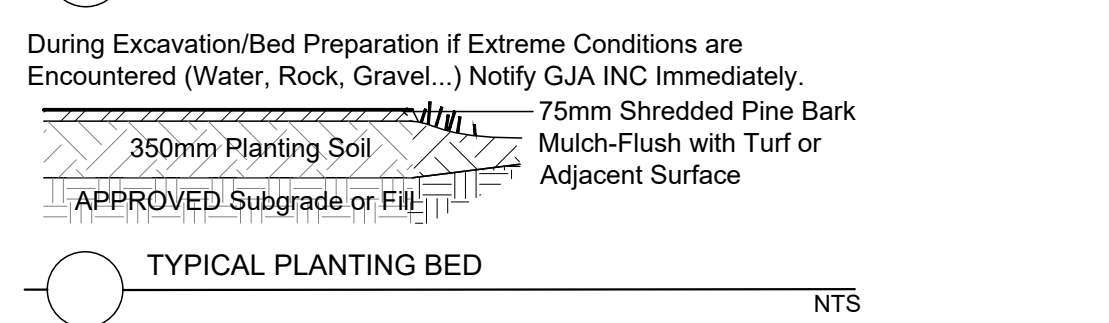 During Excavation/Bed Preparation if Extreme Conditions are
Encountered (Water, Rock, Gravel...) Notify GJA INC Immediately.
75mm Shredded Pine Bark
Mulch-Flush with Turf or
Adjacent Surface
350mm Planting Soil
APPROVED Subgrade or Fill
TYPICAL PLANTING BED
NTS